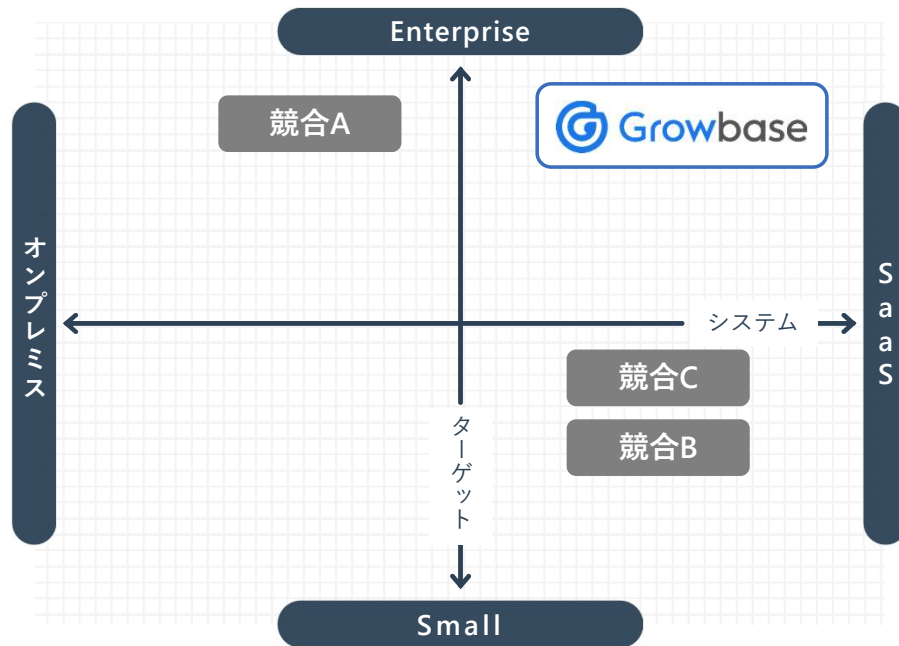 Enterprise
競合A
Growbase
オンプレミス
SaaS
システム
競合C
競合B
ターゲット
Small